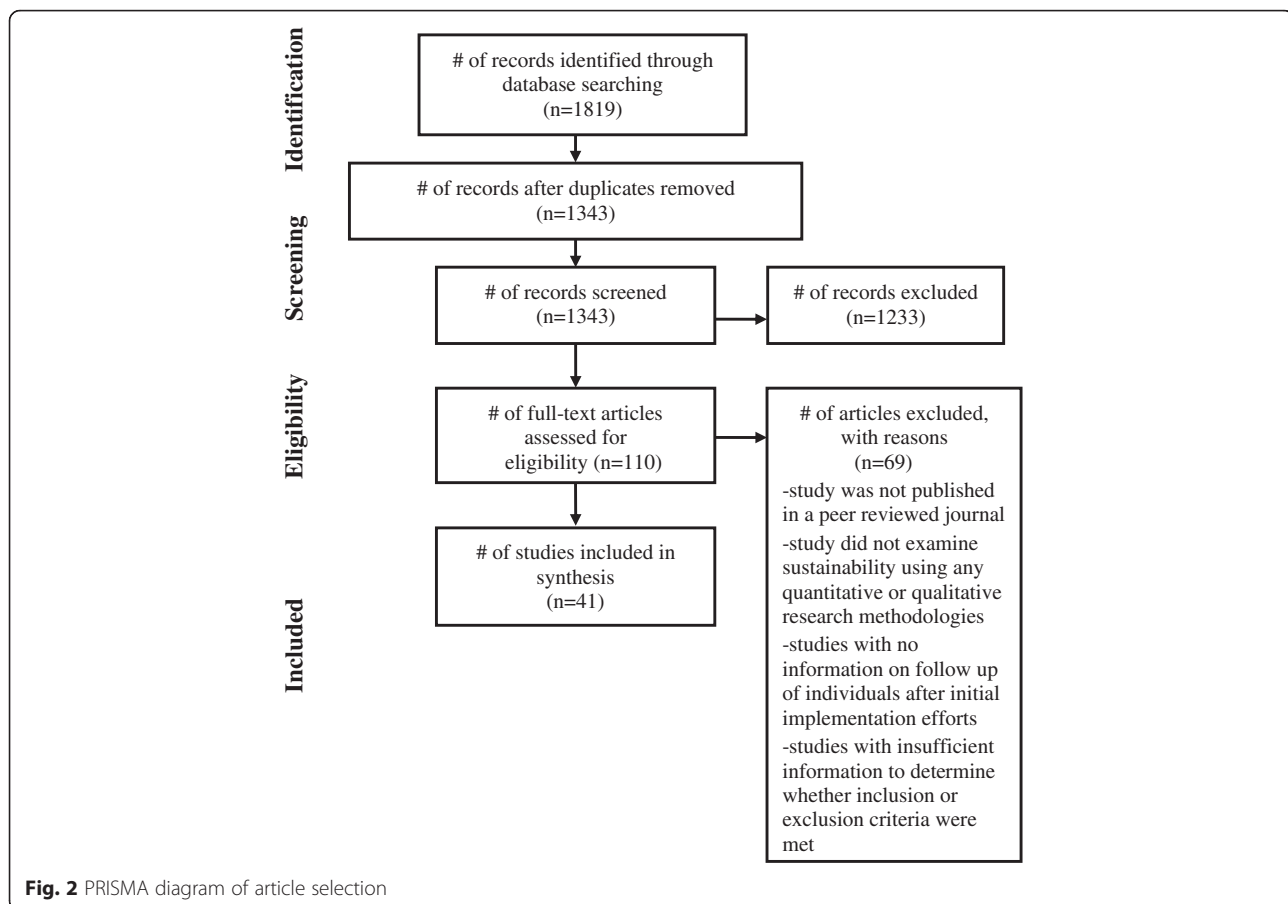 Identification
# of records identified through
database searching
(n=1819)
# of records after duplicates removed
(n=1343)
Screening
# of records screened
(n=1343)
# of records excluded
(n=1233)
Eligibility
# of full-text articles
assessed for
eligibility (n=110)
# of articles excluded,
with reasons
(n=69)
-study was not published
in a peer reviewed journal
-study did not examine
sustainability using any
quantitative or qualitative
research methodologies
-studies with no
information on follow up
of individuals after initial
implementation efforts
-studies with insufficient
information to determine
whether inclusion or
exclusion criteria were
met
Included
# of studies included in
synthesis
(n=41)
Fig. 2 PRISMA diagram of article selection